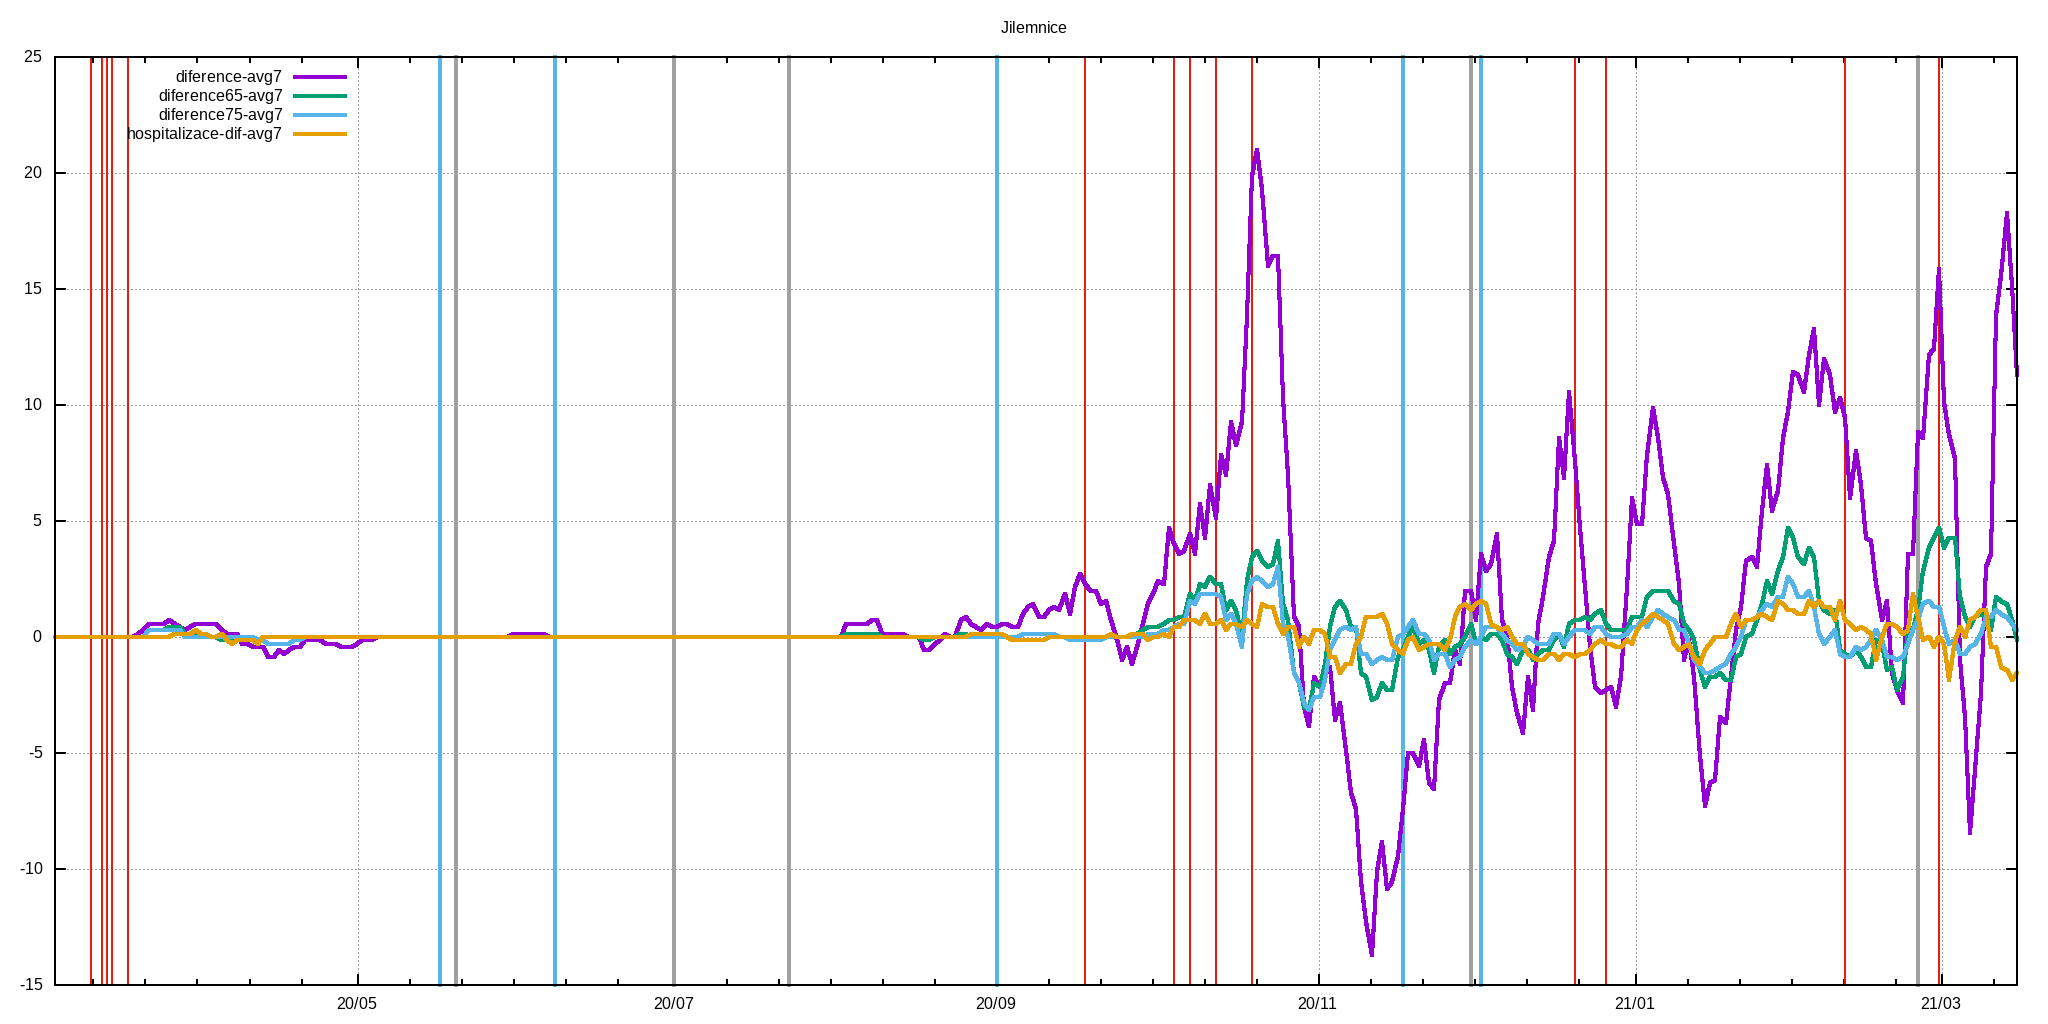 Jilemnice
25
diference-avg7
diference65-avg7
diference75-avg7
hospitalizace-dif-avg7
20
15
10
5
0
-5
-10
-15
20/05 20/07 20/09 20/11 21/01 21/03